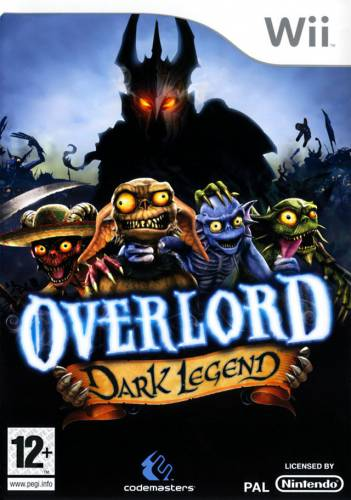 Wii
OVERLORD
DARK LEGEND
12+
www.pegi.info
codemasters
PAL
LICENSED BY
Nintendo